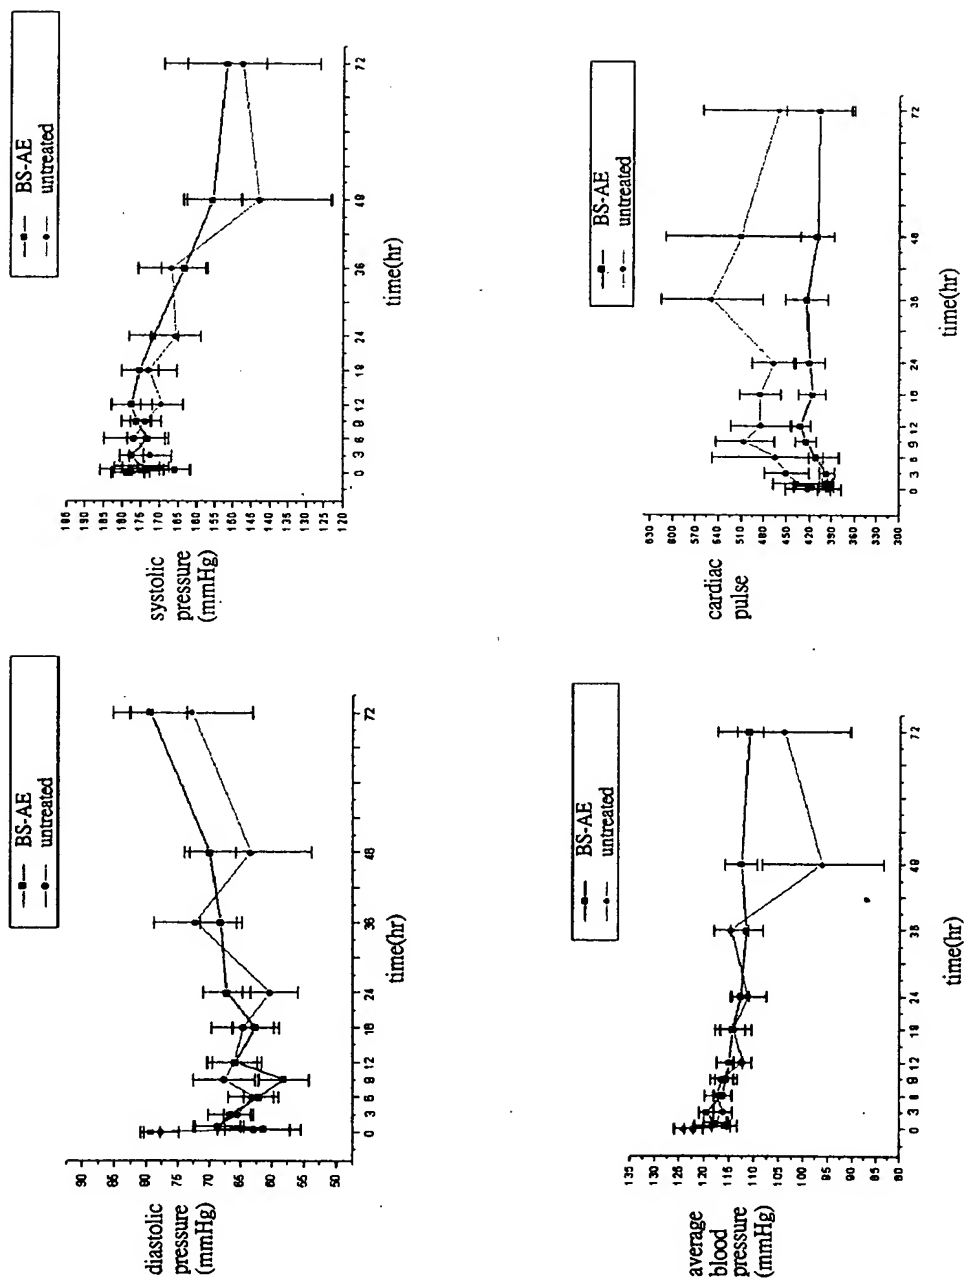 BS-AE
untreated
diastolic
pressure
(mmHg)
90
85
80
75
70
65
60
55
50
0 3 6 9 12 18 24 36 48 72
time(hr)
BS-AE
untreated
systolic
pressure
(mmHg)
195
190
185
180
175
170
165
160
155
150
145
140
135
130
125
120
0 3 6 9 12 18 24 36 48 72
time(hr)
BS-AE
untreated
average
blood
pressure
(mmHg)
135
130
125
120
115
110
105
100
95
90
85
80
0 3 6 9 12 18 24 36 48 72
time(hr)
BS-AE
untreated
cardiac
pulse
630
600
570
540
510
480
450
420
390
360
330
300
0 3 6 9 12 18 24 36 48 72
time(hr)